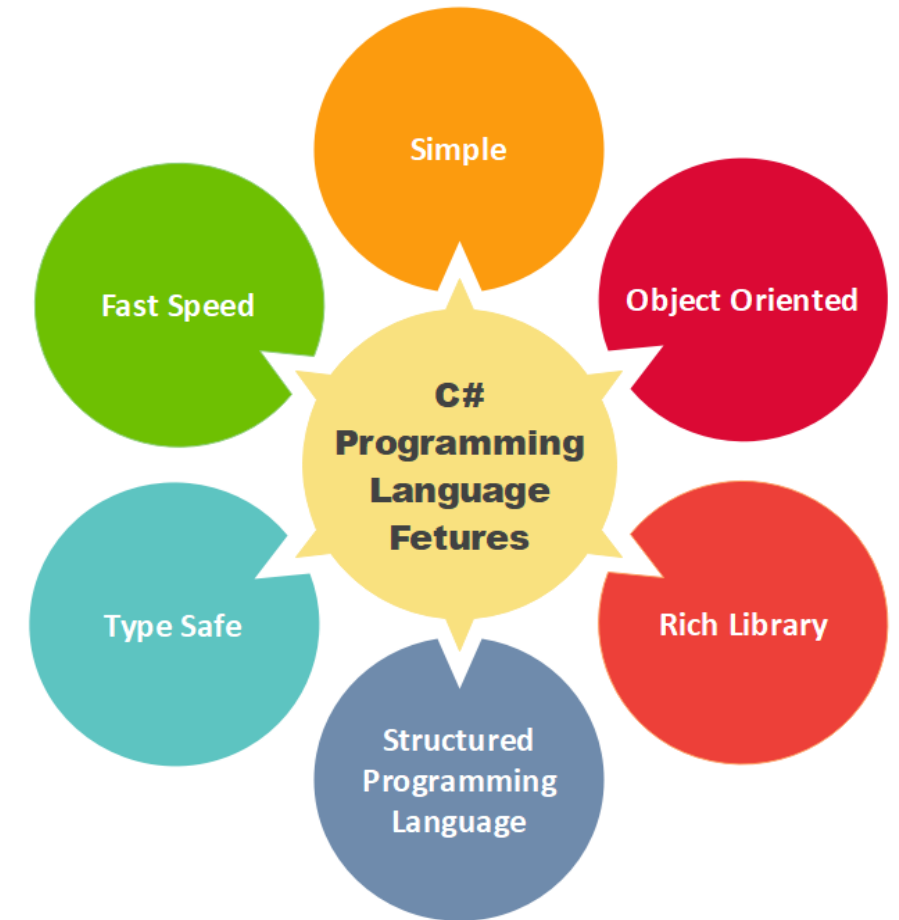 Simple
Fast Speed
Object Oriented
C#
Programming
Language
Fetures
Type Safe
Rich Library
Structured
Programming
Language